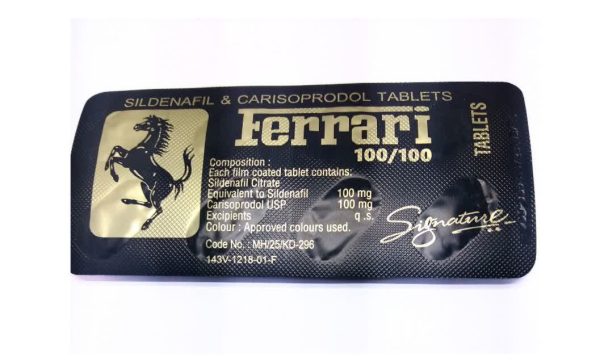 SILDENAFIL & CARISOPRODOL TABLETS
Ferrari
100/100
TABLETS
Composition :
Each film coated tablet contains:
Sildenafil Citrate
Equivalent to Sildenafil 100 mg
Carisoprodol USP 100 mg
Excipients q .s.
Colour : Approved colours used.
Code No. : MH/25/KD-296
143V-1218-01-F
Signature